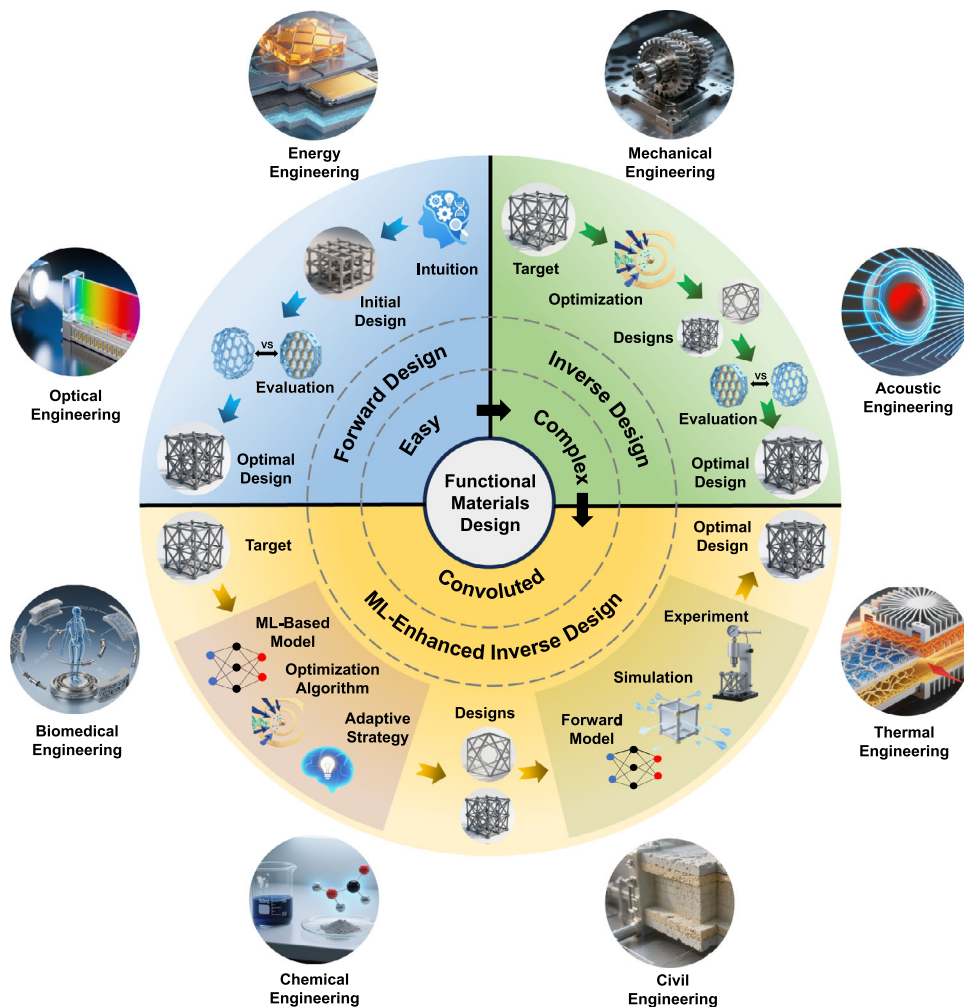 Energy
Engineering
Mechanical
Engineering
Intuition
Initial
Design
VS
Evaluation
Optimal
Design
Target
Optimization
Designs
VS
Evaluation
Optimal
Design
Optical Engineering
Acoustic
Engineering
Forward Design
Easy
Inverse Design
Complex
Functional
Materials
Design
Convoluted
ML-Enhanced Inverse Design
Target
ML-Based
Model
Optimization
Algorithm
Adaptive
Strategy
Designs
Forward
Model
Simulation
Experiment
Optimal
Design
Biomedical
Engineering
Thermal
Engineering
Chemical
Engineering
Civil
Engineering